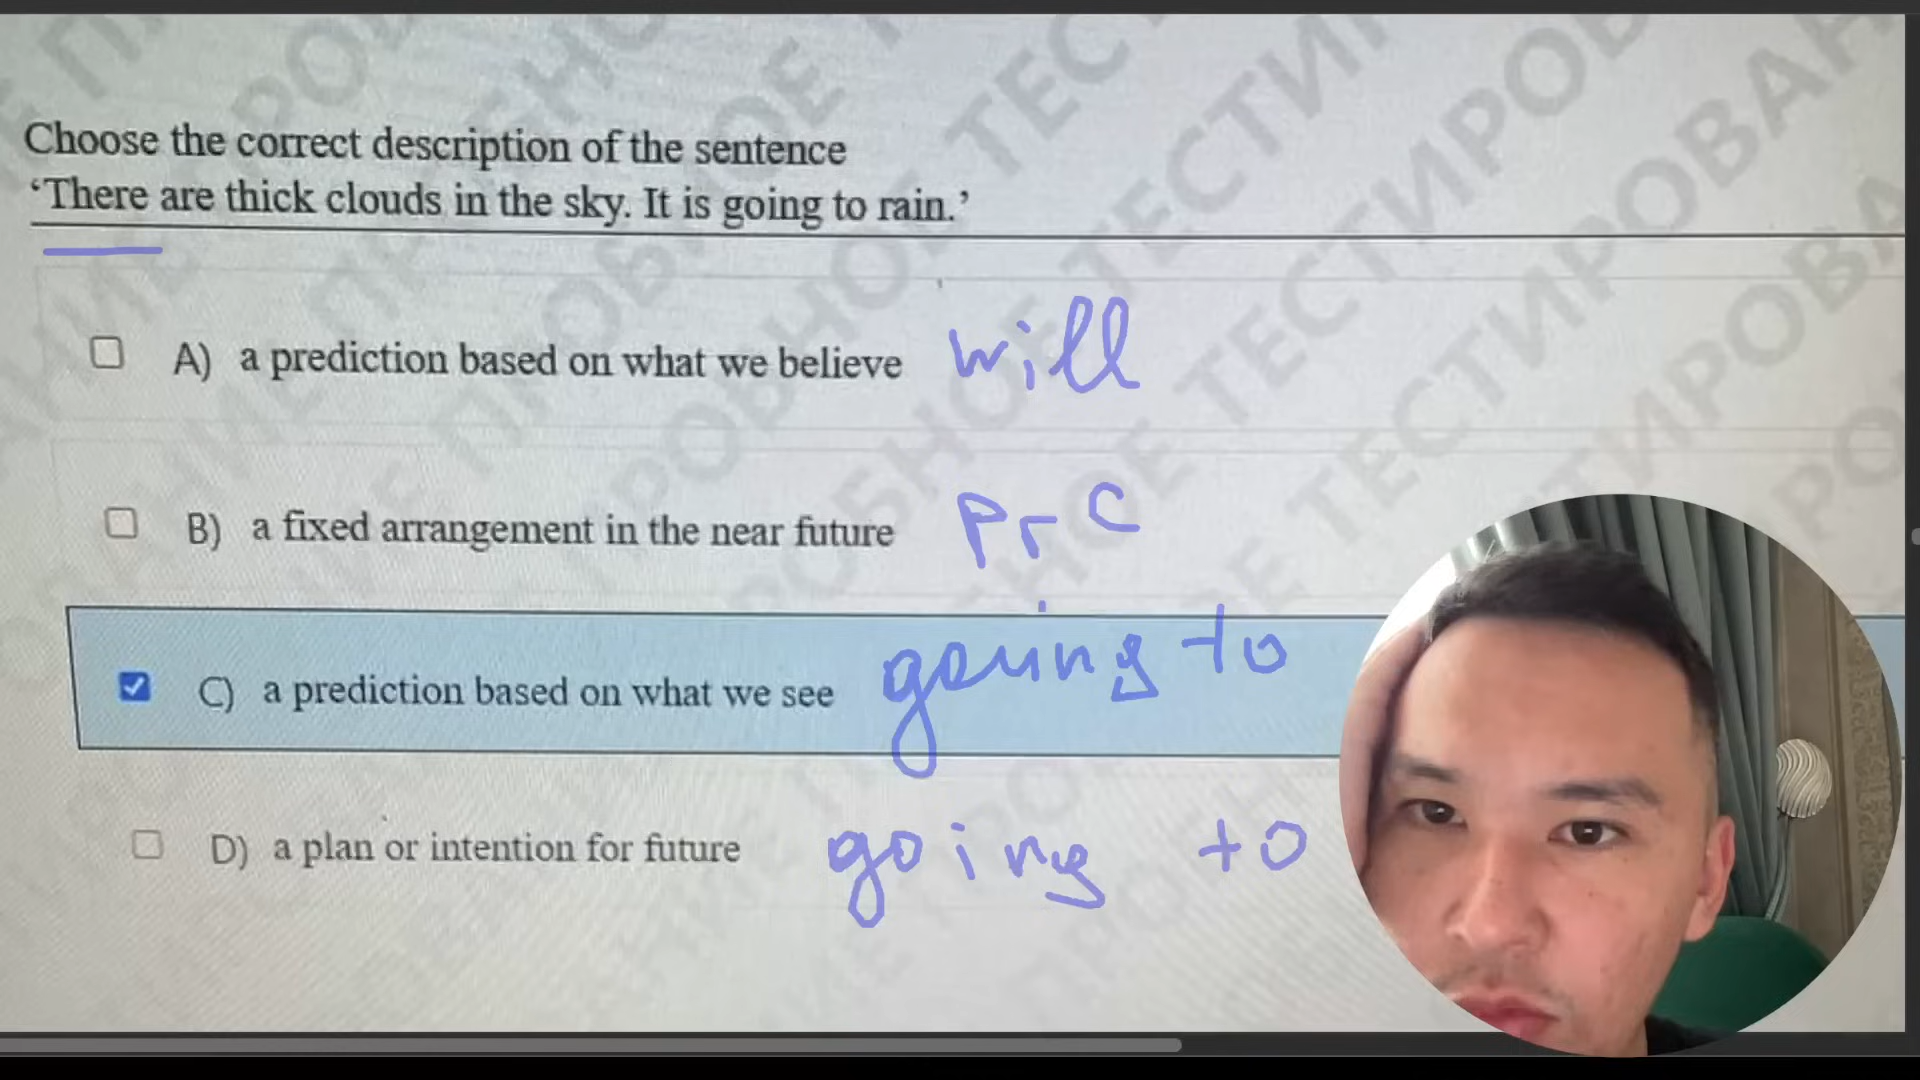 Choose the correct description of the sentence
‘There are thick clouds in the sky. It is going to rain.’
A) a prediction based on what we believe will
B) a fixed arrangement in the near future Pr C
C) a prediction based on what we see going to
D) a plan or intention for future going to
ПРОБНОЕ ТЕСТИРОВАНИЕ